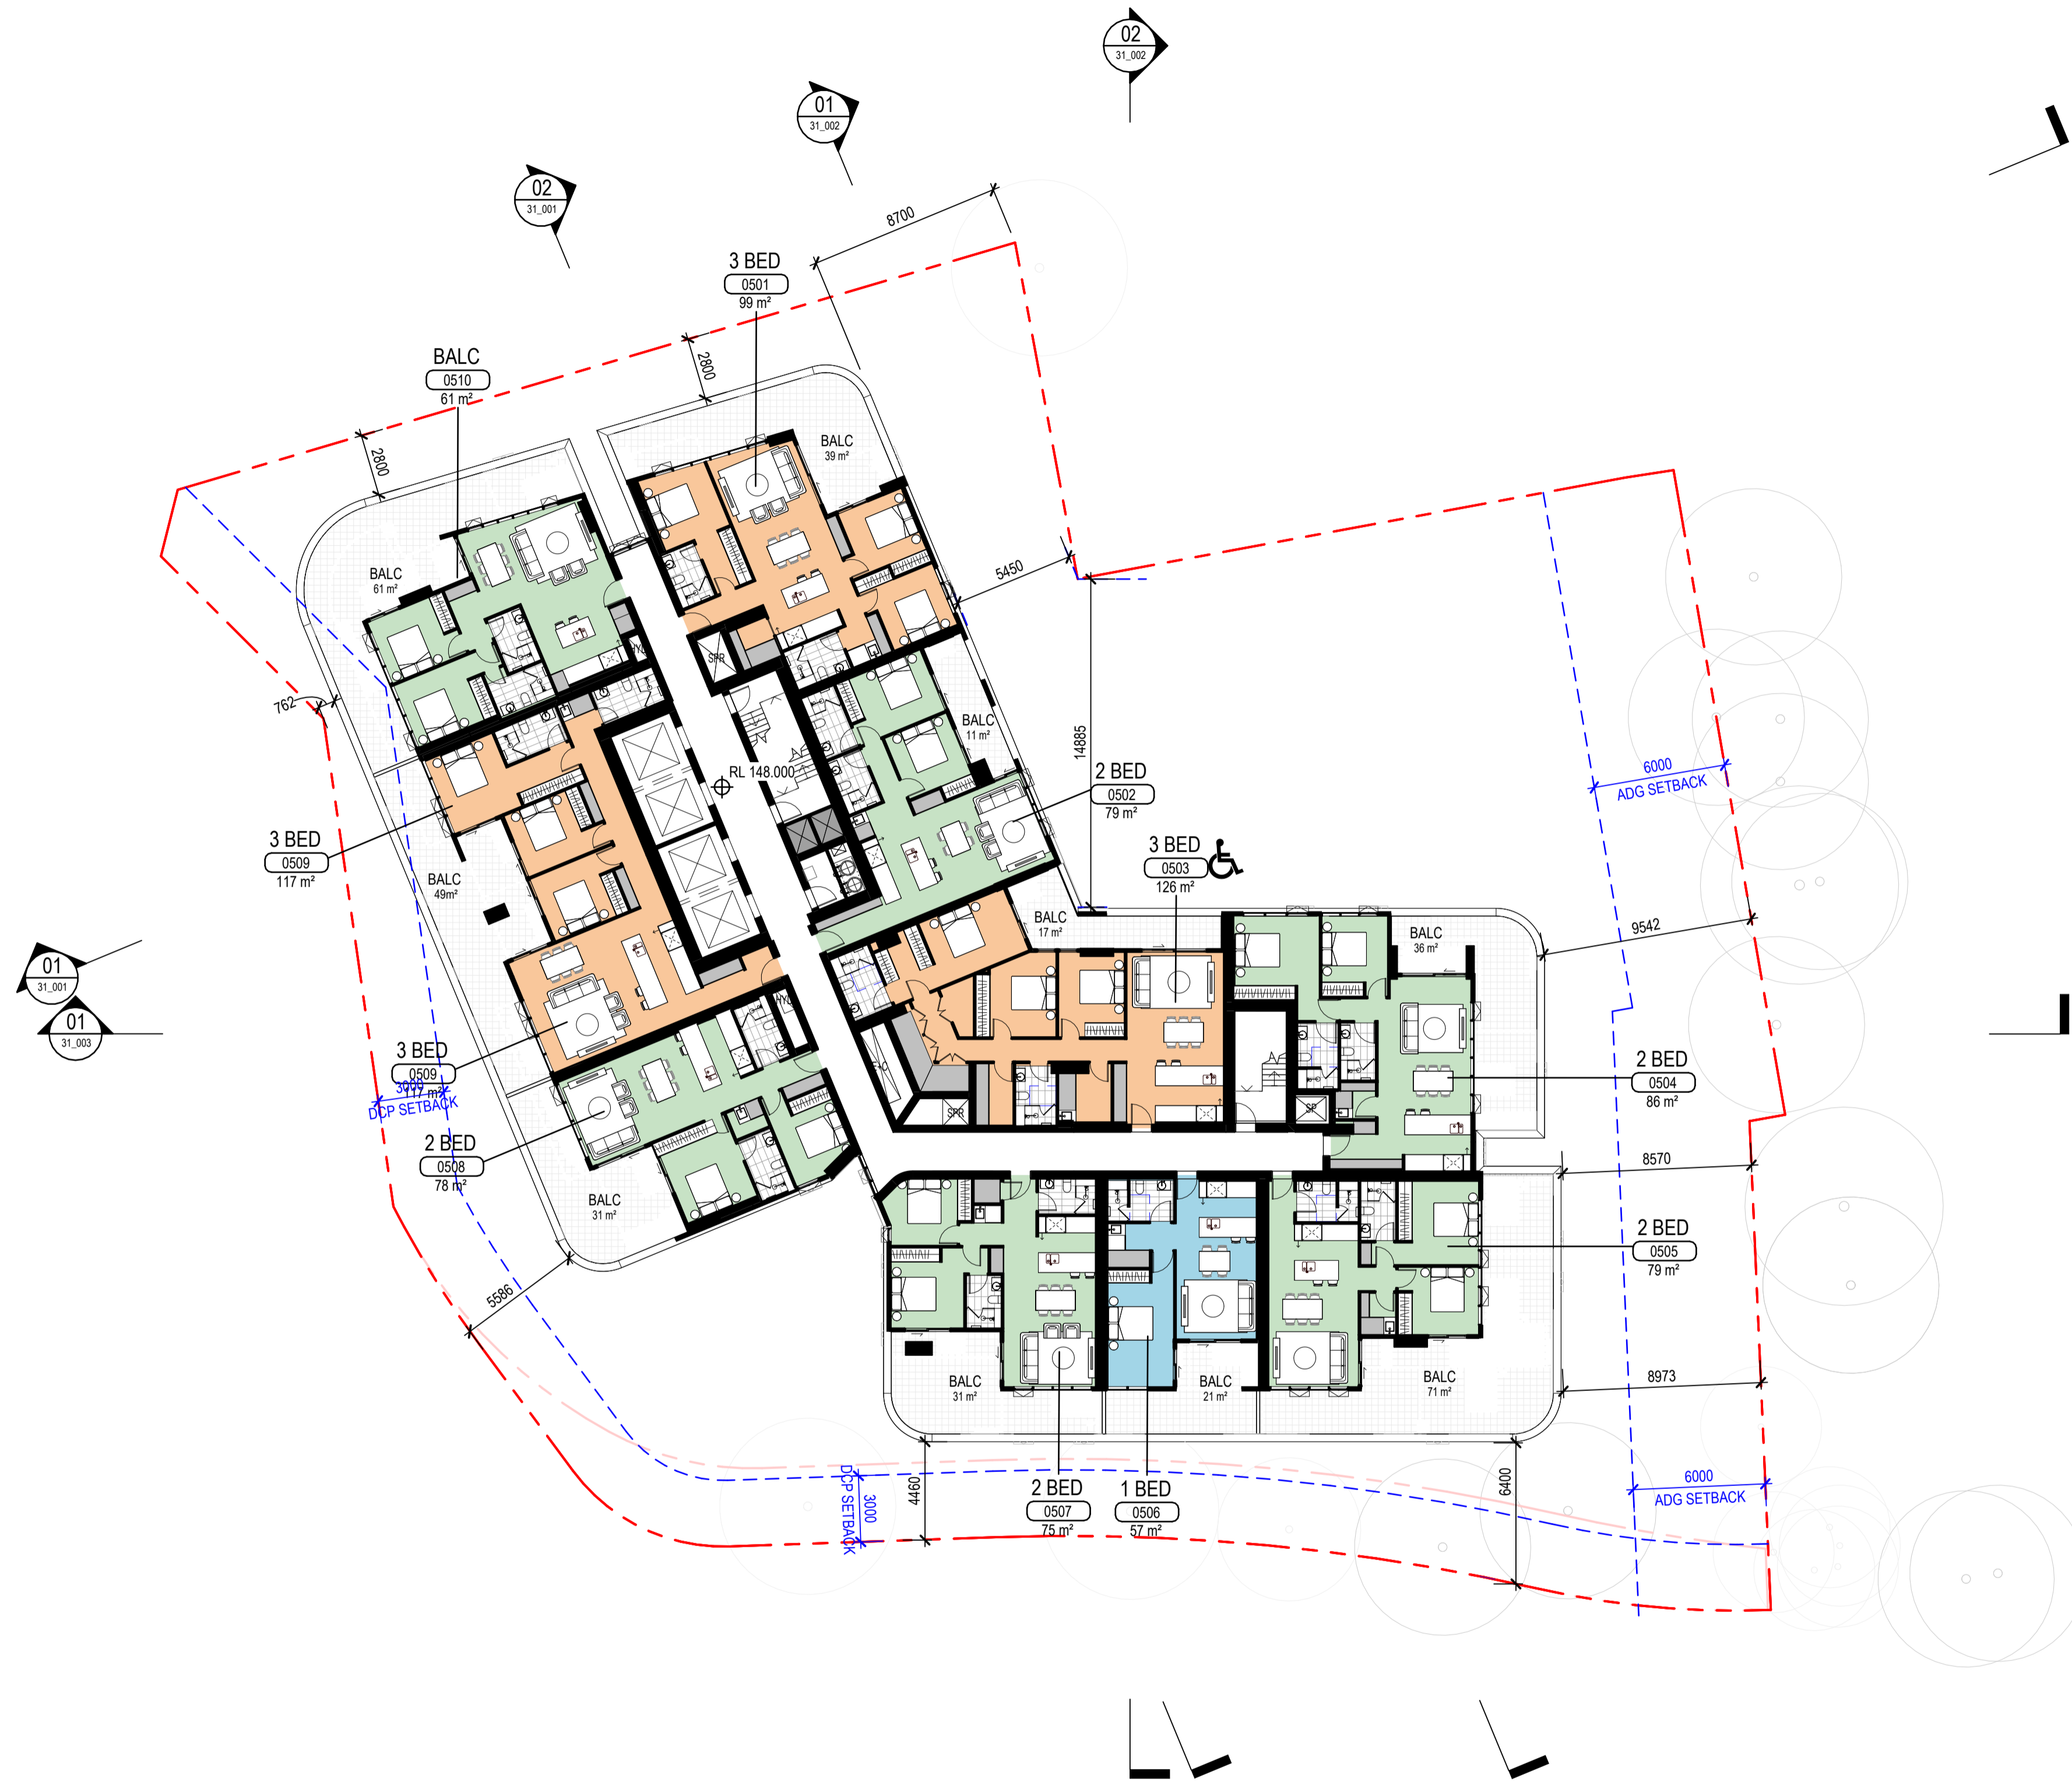 02
31_002
01
31_002
02
31_001
8700
3 BED
0501
99 m²
2800
BALC
0510
61 m²
2800
BALC
39 m²
5450
BALC
61 m²
SPR
HYD
762
BALC
11 m²
14885
RL 148.000
6000
ADG SETBACK
2 BED
0502
79 m²
3 BED
0509
117 m²
3 BED
0503
126 m²
BALC
49m²
BALC
17 m²
BALC
36 m²
9542
01
31_001
01
31_003
HYD
3 BED
0509
117 m²
3000
DCP SETBACK
SPR
SP
2 BED
0504
86 m²
2 BED
0508
78 m²
8570
BALC
31 m²
2 BED
0505
79 m²
5586
BALC
31 m²
BALC
21 m²
BALC
71 m²
8973
4460
6400
3000
DCP SETBACK
2 BED
0507
75 m²
1 BED
0506
57 m²
6000
ADG SETBACK